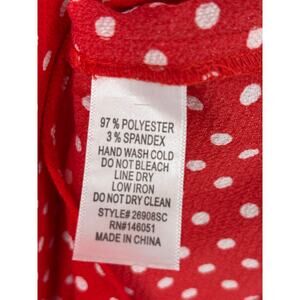 97 % POLYESTER
3 % SPANDEX
HAND WASH COLD
DO NOT BLEACH
LINE DRY
LOW IRON
DO NOT DRY CLEAN
STYLE# 26908SC
RN#146051
MADE IN CHINA